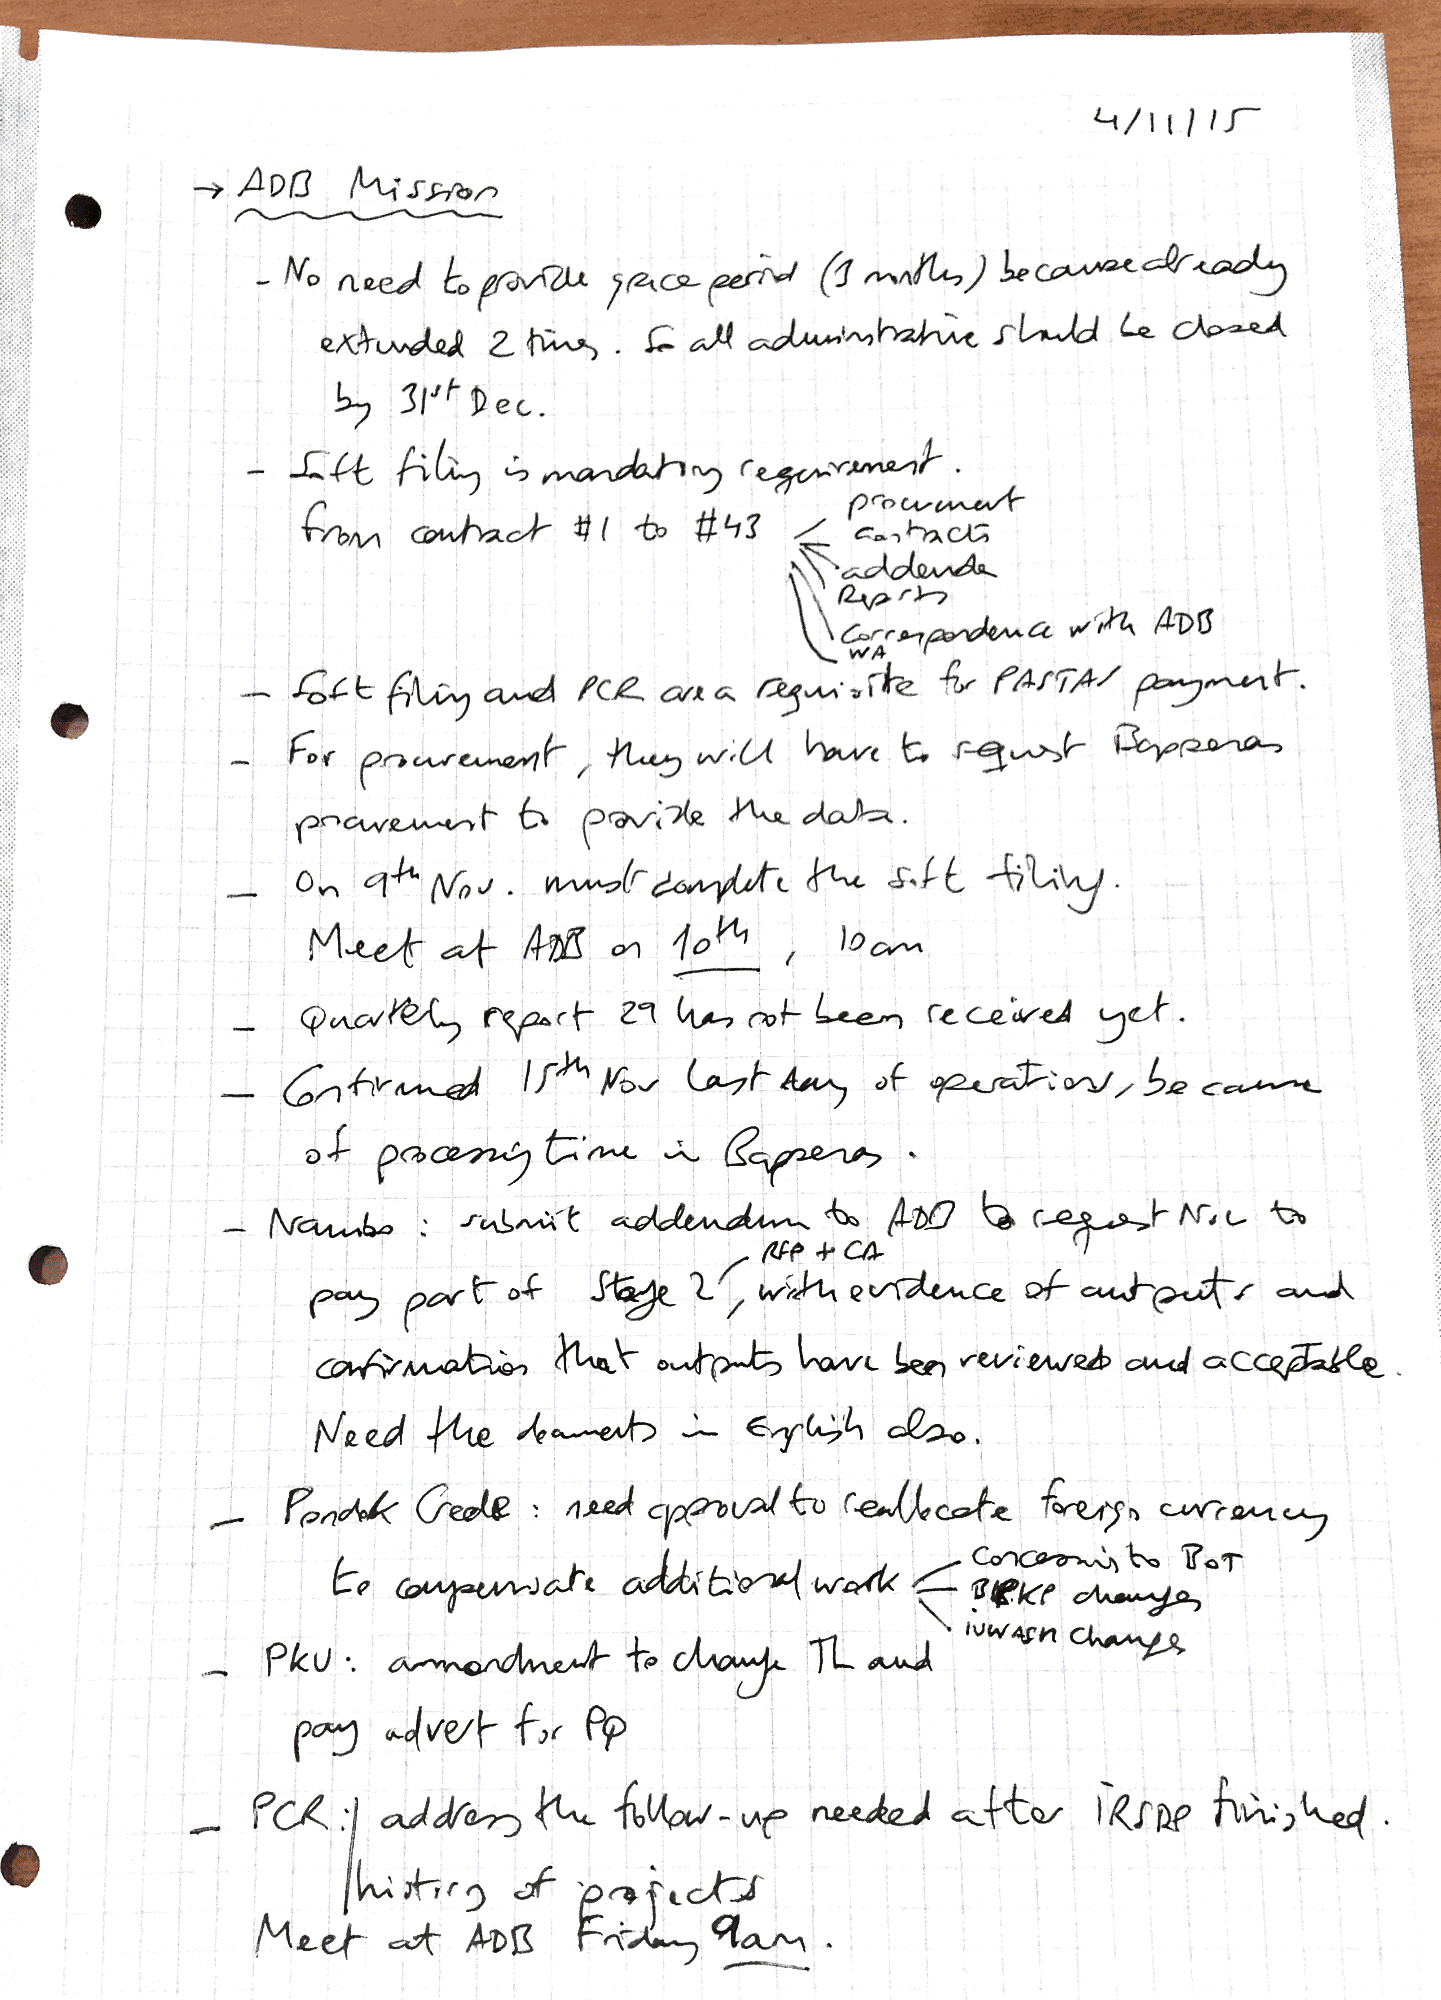 4/11/15
→ ADB Mission
- No need to provide grace period (3 months) because already
extended 2 times. So all administrative should be closed
by 31st Dec.
- Soft filing is mandatory requirement.
from contract #1 to #43
procurement
contracts
addenda
Reports
Correspondence with ADB
WA
- Soft filing and PCR are a requisite for PASTAS payment.
- For procurement, they will have to request Bappenas
procurement to provide the data.
- On 9th Nov. must complete the soft filing.
Meet at ADB on 10th, 10am
- Quarterly report 29 has not been received yet.
- Confirmed 15th Nov last day of operations, because
of processing time in Bappenas.
- Nambo: submit addendum to ADB to request NOL to
RFP + CA
pay part of Stage 2, with evidence of outputs and
confirmation that outputs have been reviewed and acceptable.
Need the documents in English also.
- Pondok Gede: need approval to reallocate foreign currency
to compensate additional work
Concession to BOT
changes
IUWASH changes
- PKU: amendment to change TL and
pay advert for PQ
- PCR: address the follow-up needed after IRSDP finished.
history of projects
Meet at ADB Friday 9am.